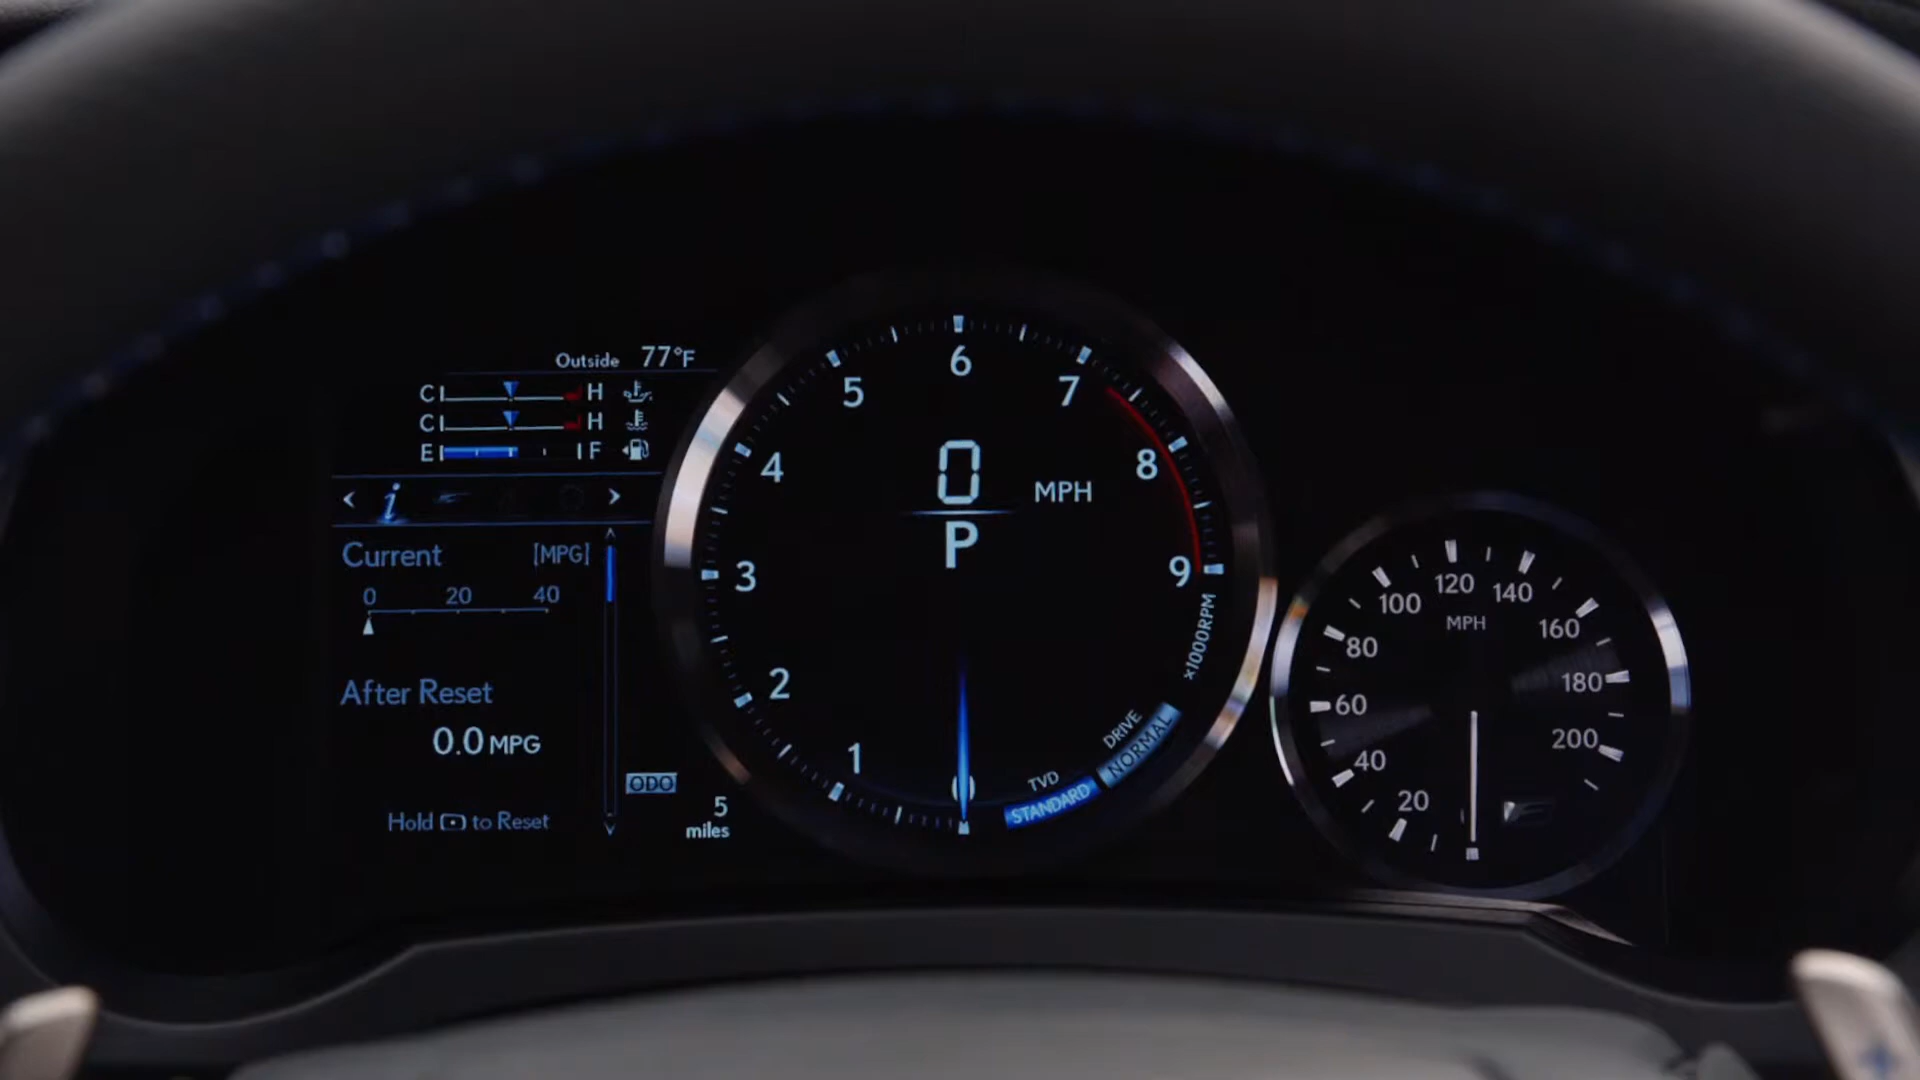 Outside 77°F
C H
C H
E F
< i >
Current [MPG]
0 20 40
After Reset
0.0 MPG
Hold to Reset
ODO
5
miles
0 MPH
P
0
1
2
3
4
5
6
7
8
9
×1000RPM
TVD
STANDARD
DRIVE
NORMAL
MPH
20
40
60
80
100
120
140
160
180
200